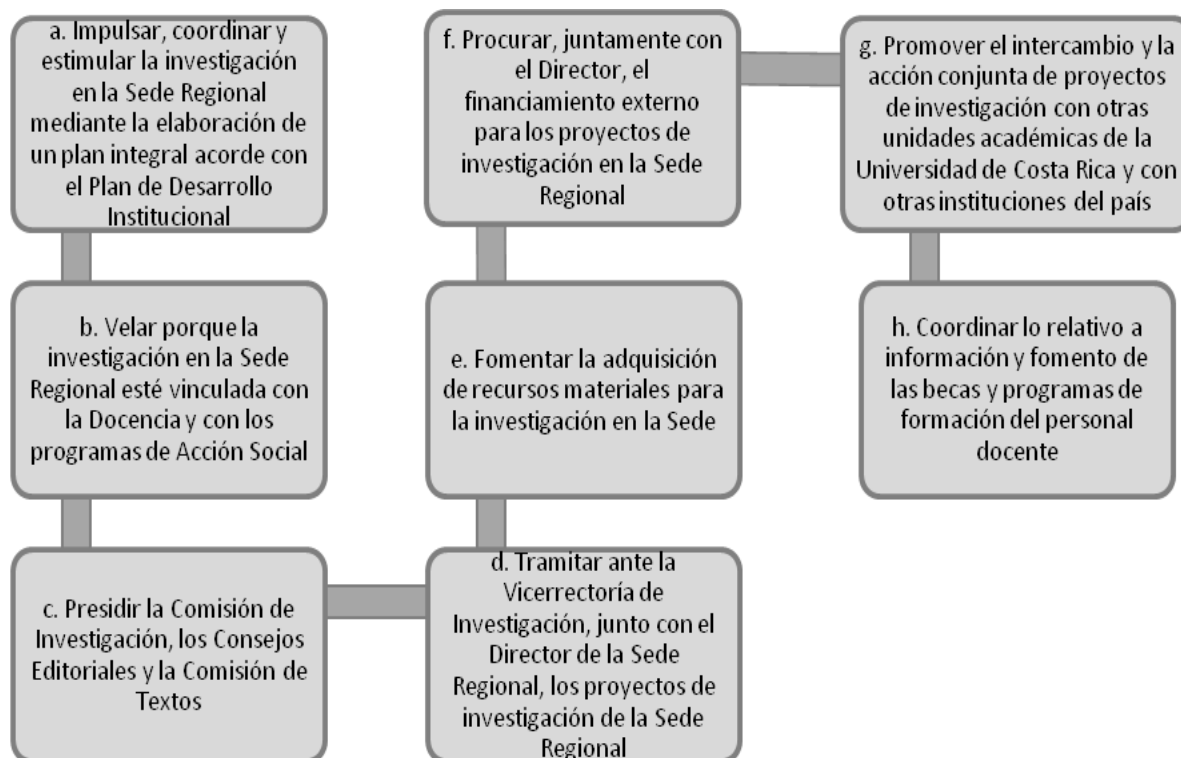 a. Impulsar, coordinar y
estimular la investigación
en la Sede Regional
mediante la elaboración de
un plan integral acorde con
el Plan de Desarrollo
Institucional
b. Velar porque la
investigación en la Sede
Regional esté vinculada con
la Docencia y con los
programas de Acción Social
c. Presidir la Comisión de
Investigación, los Consejos
Editoriales y la Comisión de
Textos
d. Tramitar ante la
Vicerrectoría de
Investigación, junto con el
Director de la Sede
Regional, los proyectos de
investigación de la Sede
Regional
e. Fomentar la adquisición
de recursos materiales para
la investigación en la Sede
f. Procurar, juntamente con
el Director, el
financiamiento externo
para los proyectos de
investigación en la Sede
Regional
g. Promover el intercambio y la
acción conjunta de proyectos
de investigación con otras
unidades académicas de la
Universidad de Costa Rica y con
otras instituciones del país
h. Coordinar lo relativo a
información y fomento de
las becas y programas de
formación del personal
docente